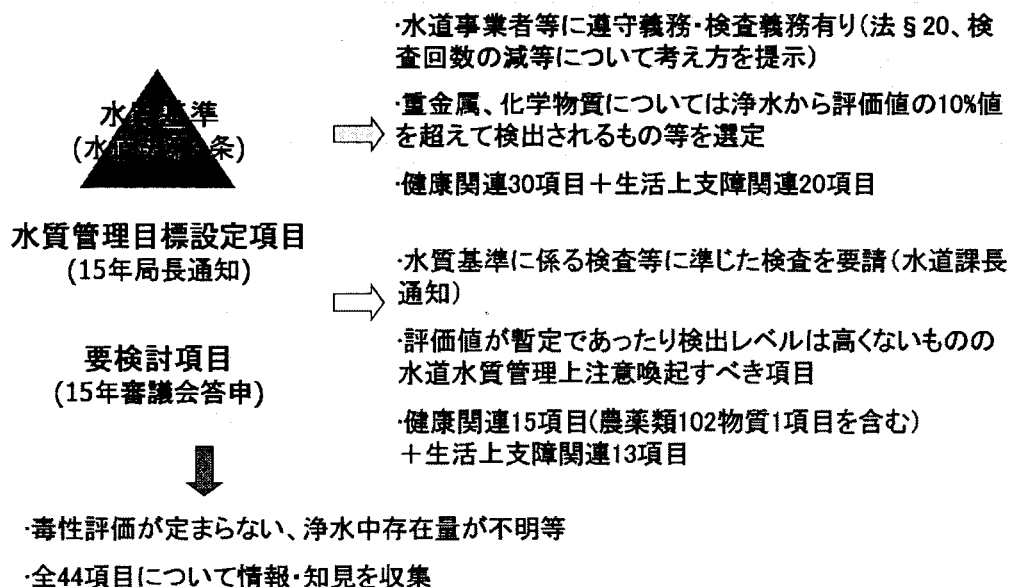 水質基準
(水道 条)
·水道事業者等に遵守義務・検査義務有り(法§20、検
査回数の減等について考え方を提示)
·重金属、化学物質については浄水から評価値の10%値
を超えて検出されるもの等を選定
·健康関連30項目＋生活上支障関連20項目
水質管理目標設定項目
(15年局長通知)
·水質基準に係る検査等に準じた検査を要請(水道課長
通知)
·評価値が暫定であったり検出レベルは高くないものの
水道水質管理上注意喚起すべき項目
·健康関連15項目(農薬類102物質1項目を含む)
＋生活上支障関連13項目
要検討項目
(15年審議会答申)
·毒性評価が定まらない、浄水中存在量が不明等
·全44項目について情報・知見を収集